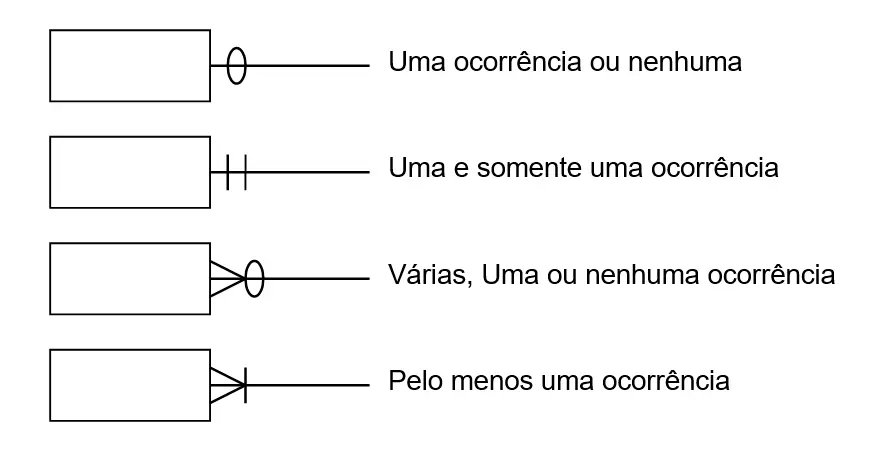 Uma ocorrência ou nenhuma
Uma e somente uma ocorrência
Várias, Uma ou nenhuma ocorrência
Pelo menos uma ocorrência